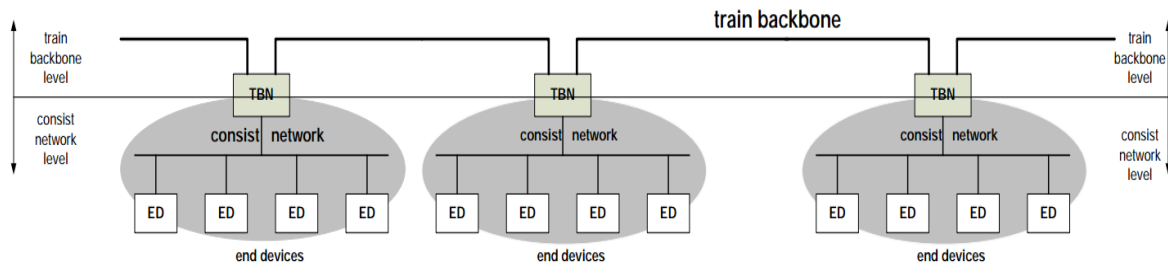 train backbone
train
backbone
level
train
backbone
level
TBN
TBN
TBN
consist
network
level
consist network
consist network
consist network
consist
network
level
ED ED ED ED
ED ED ED ED
ED ED ED ED
end devices
end devices
end devices